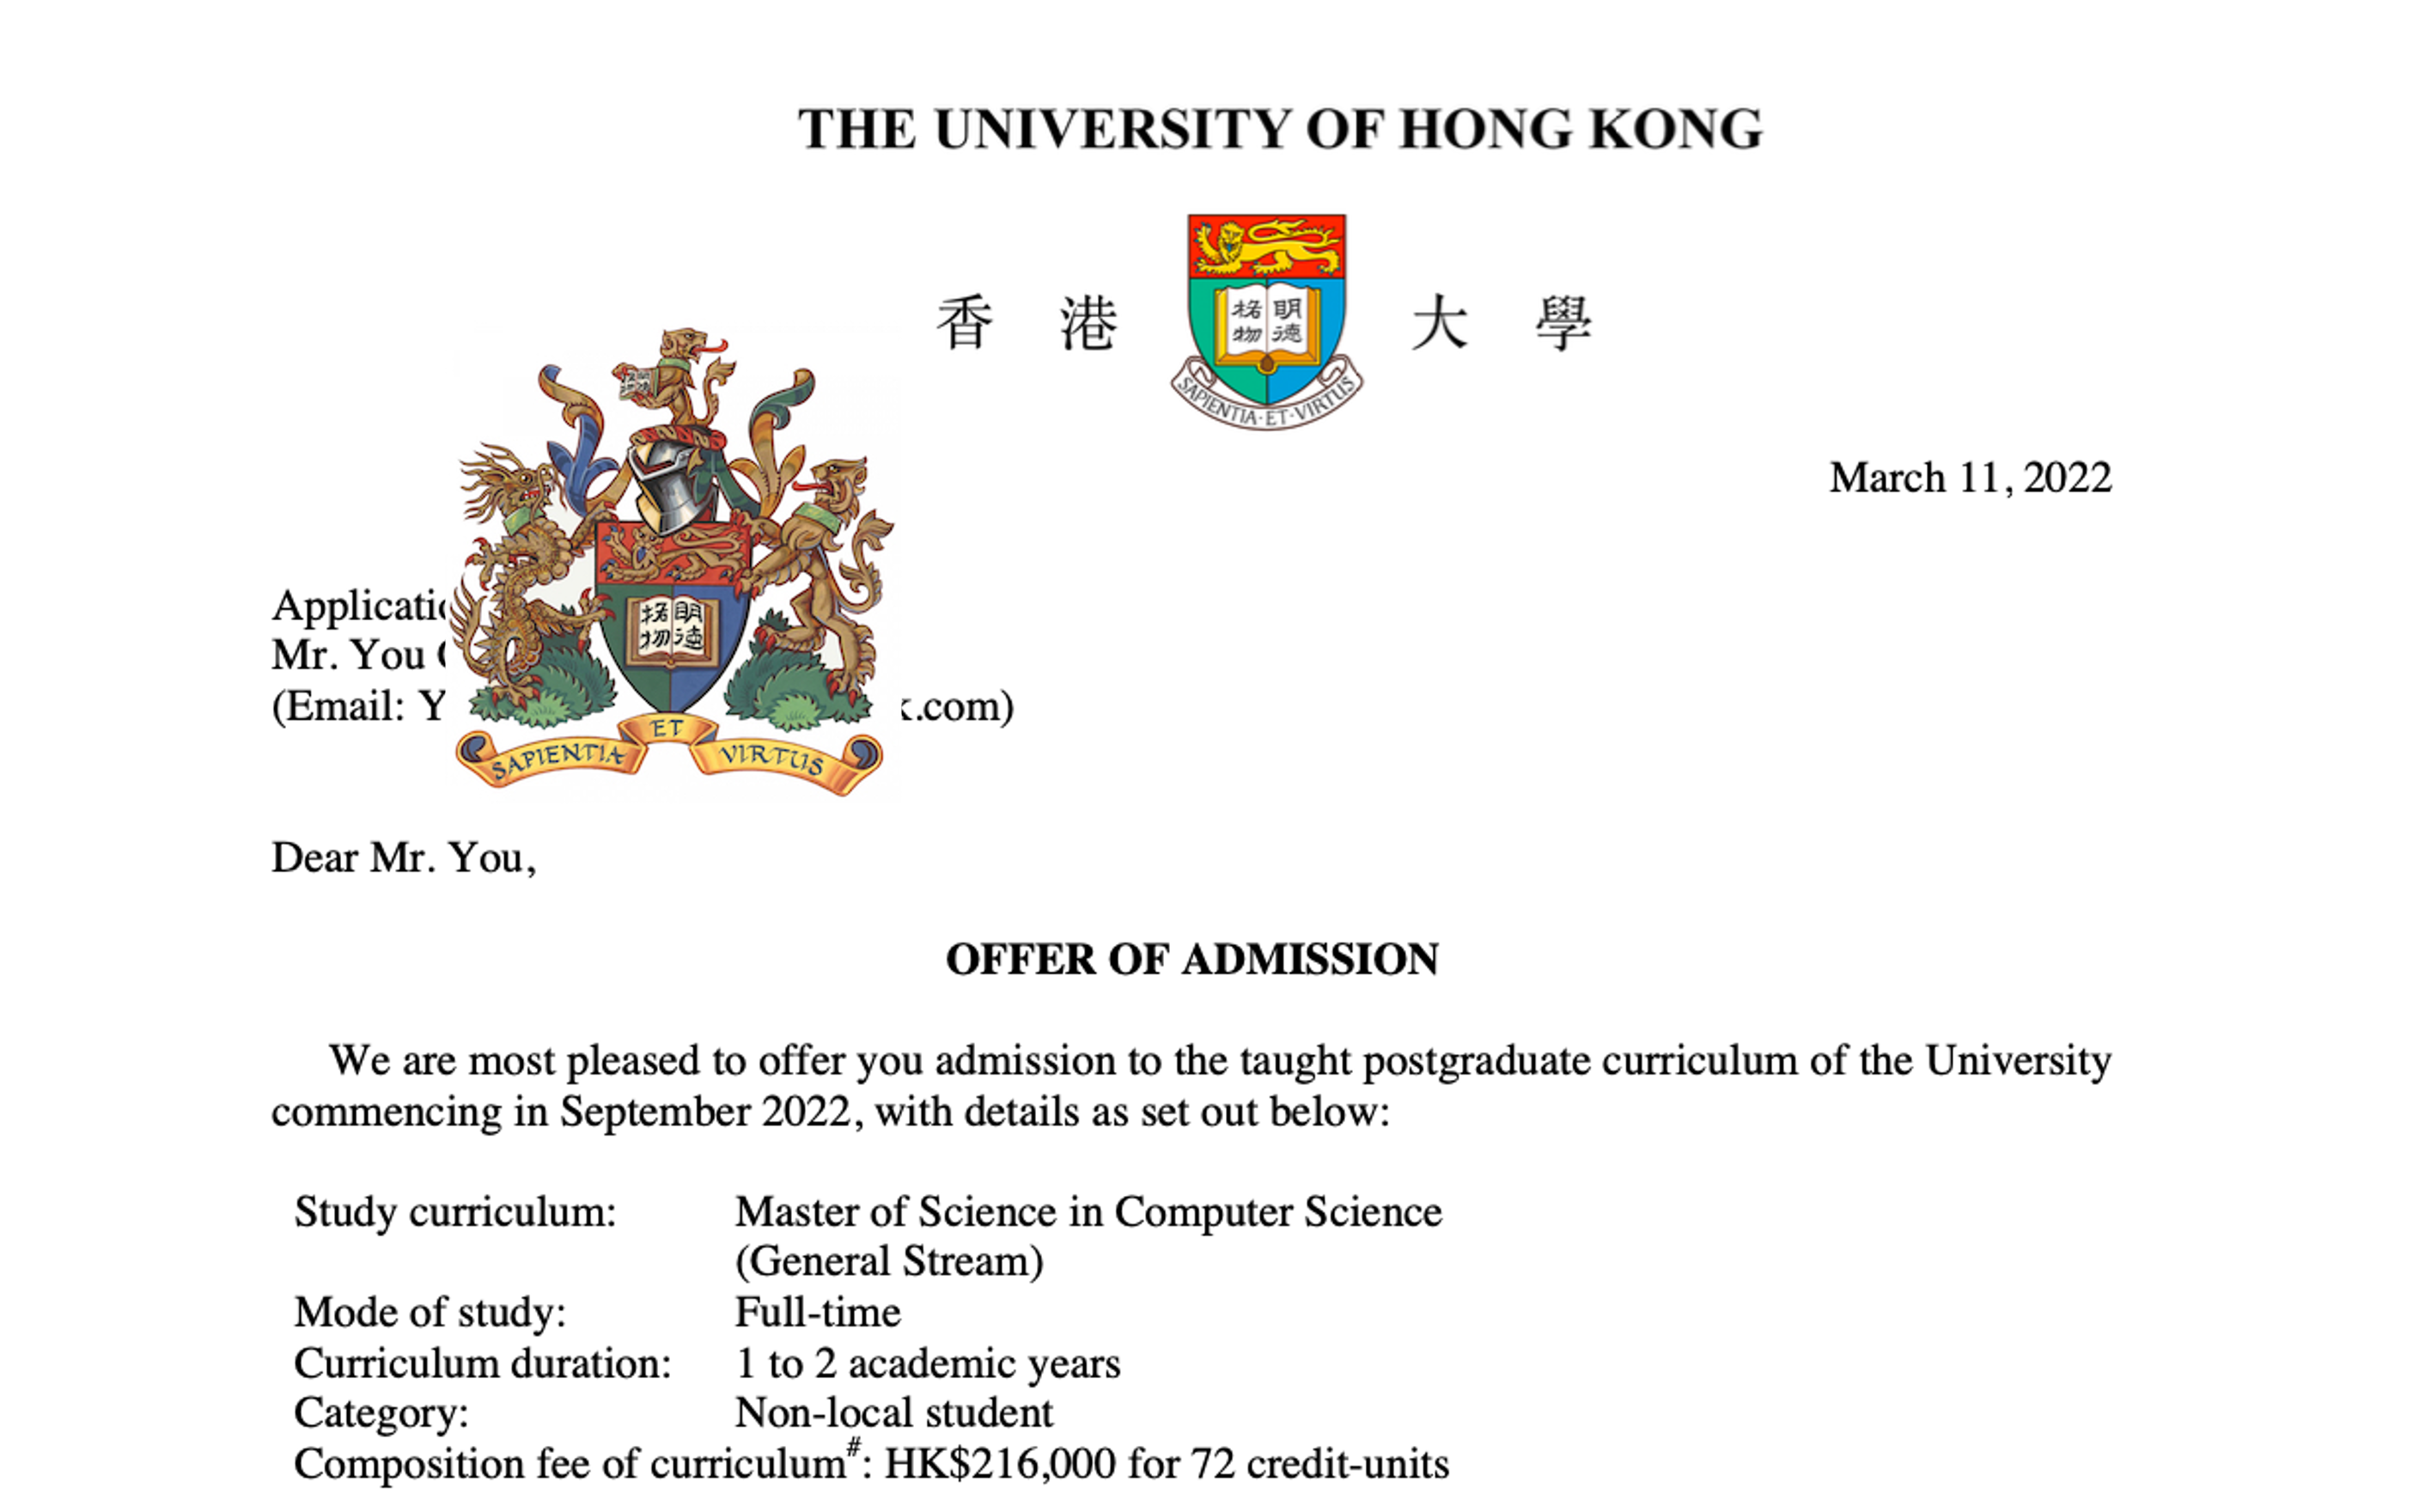 THE UNIVERSITY OF HONG KONG
香港大學
明德格物
SAPIENTIA·ET·VIRTUS
March 11, 2022
Mr. You
(Email: .com)
明德格物
SAPIENTIA ET VIRTUS
Dear Mr. You,
OFFER OF ADMISSION
We are most pleased to offer you admission to the taught postgraduate curriculum of the University
commencing in September 2022, with details as set out below:
Study curriculum: Master of Science in Computer Science
(General Stream)
Mode of study: Full-time
Curriculum duration: 1 to 2 academic years
Category: Non-local student
Composition fee of curriculum#: HK$216,000 for 72 credit-units